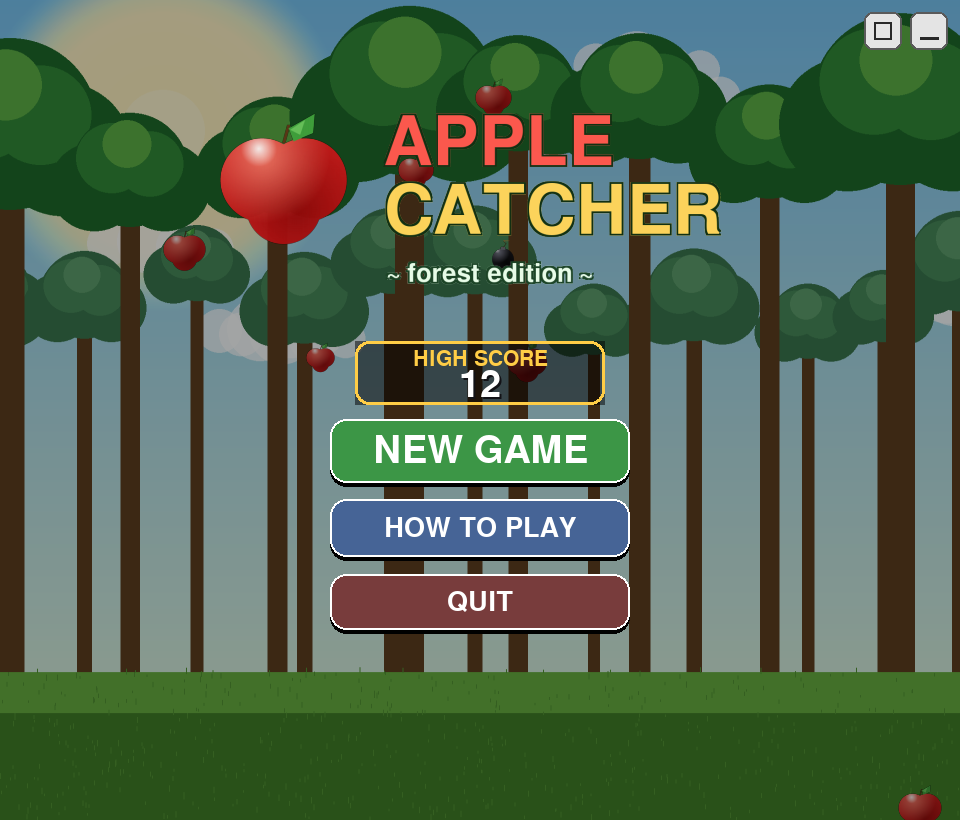 APPLE
CATCHER
~ forest edition ~
HIGH SCORE
12
NEW GAME
HOW TO PLAY
QUIT